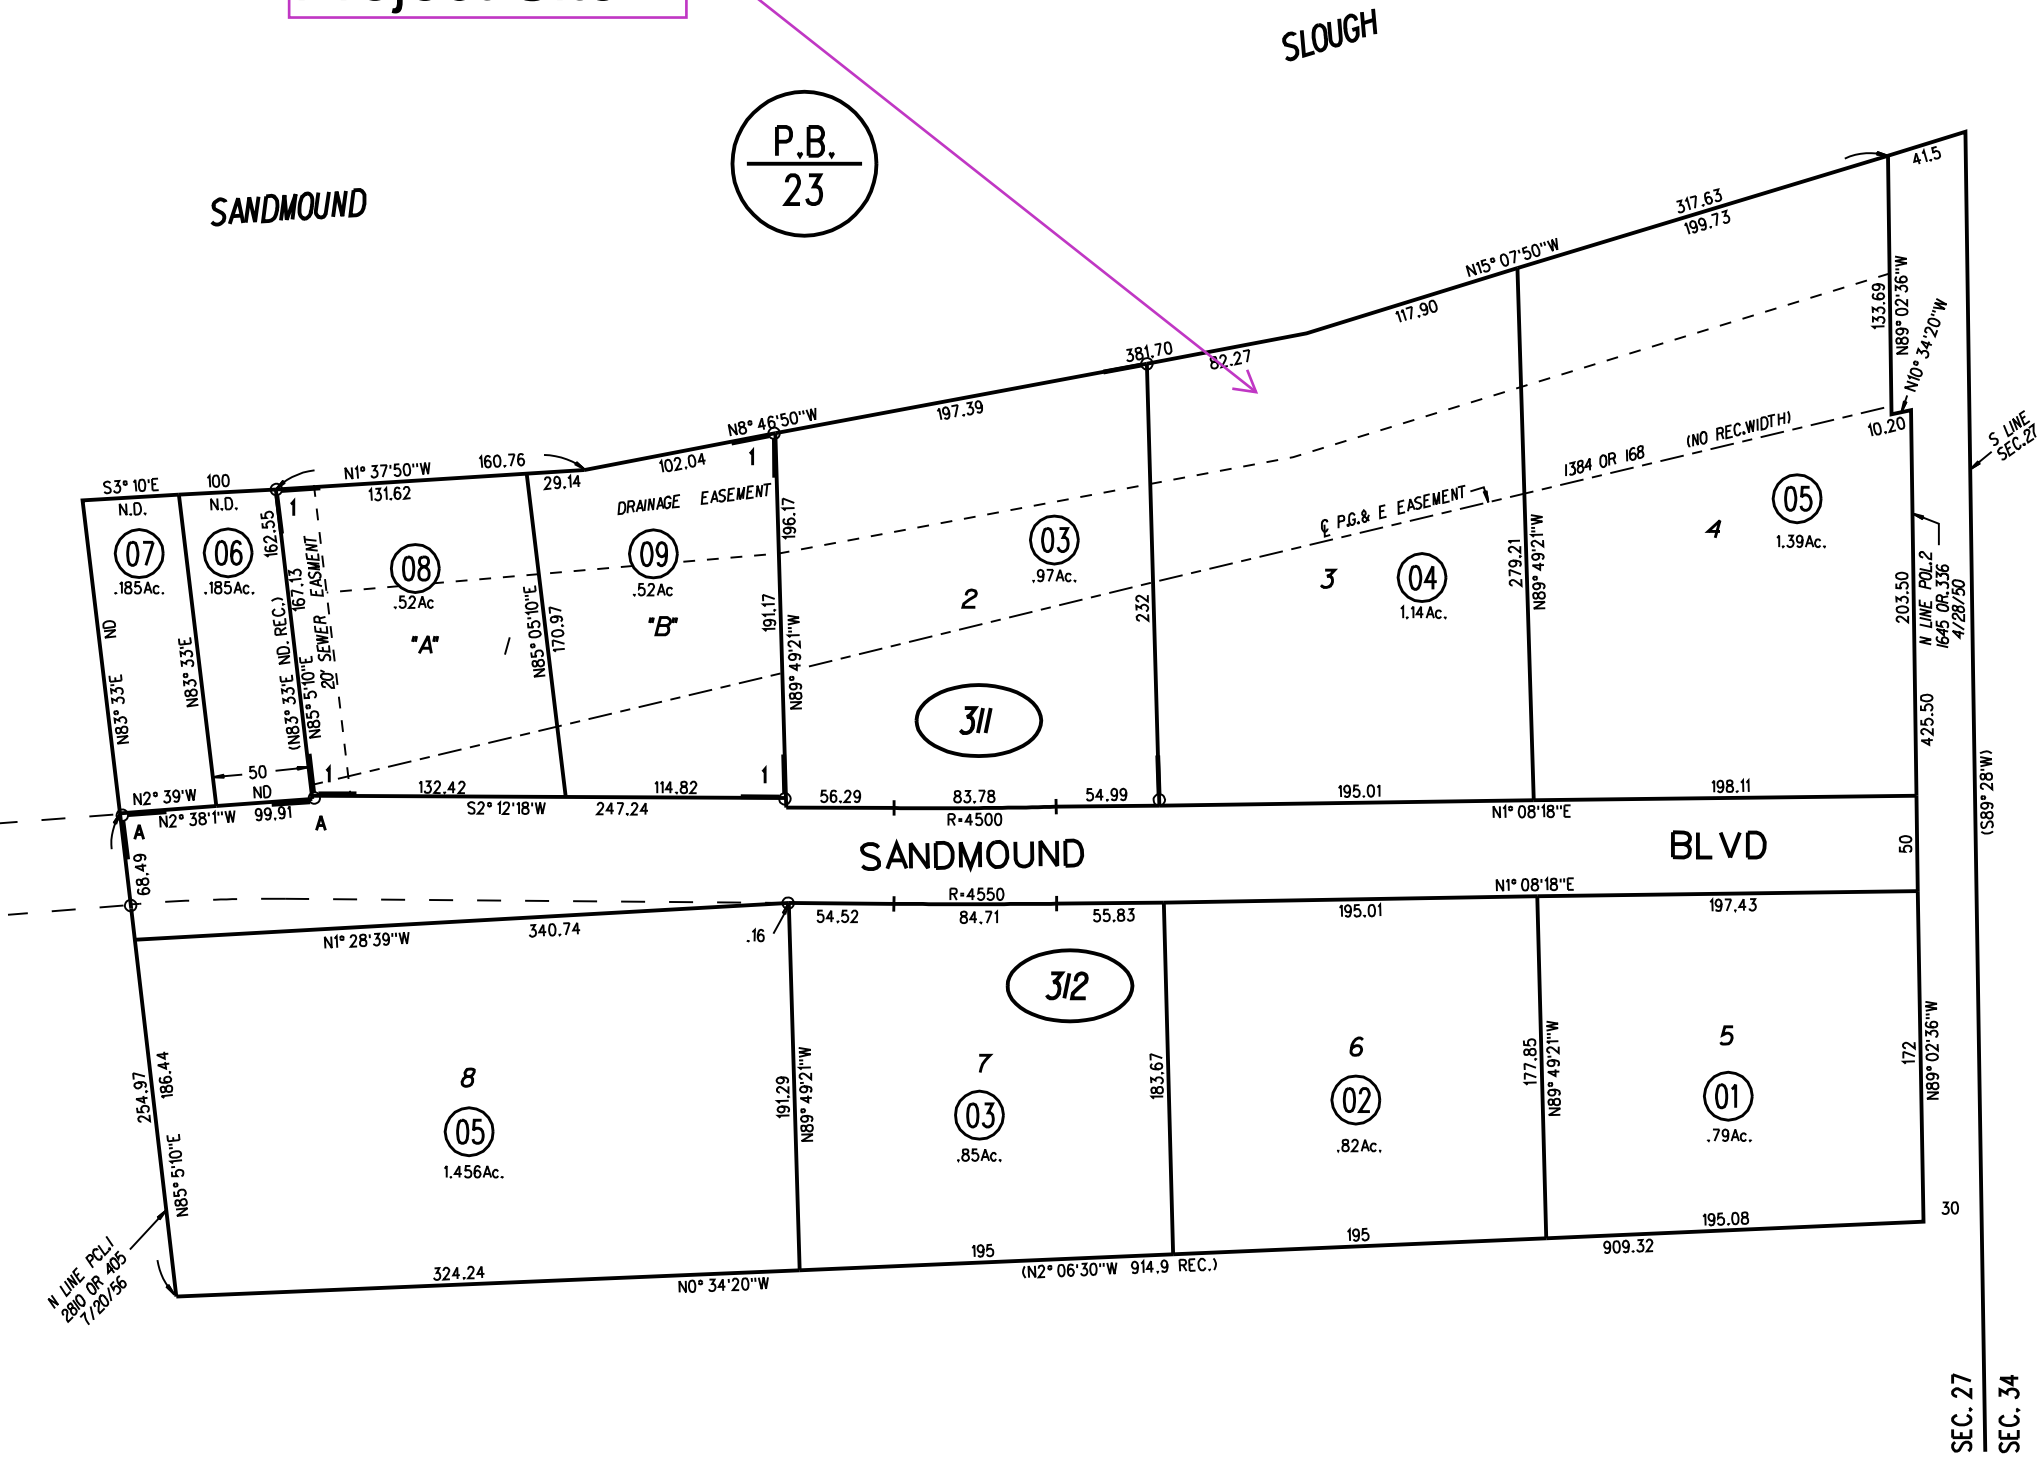 SLOUGH
P.B.
23
SANDMOUND
41.5
317.63
199.73
N15° 07'50"W
117.90
133.69
N89° 02'36"W
N10° 34'20"W
10.20
S LINE
SEC.27
381.70
82.27
N8° 46'50"W
197.39
102.04
1
160.76
N1° 37'50"W
131.62
29.14
S3° 10'E
N.D.
100
N.D.
1
DRAINAGE EASEMENT
(NO REC.WIDTH)
1384 OR 168
℄ P.G.& E EASEMENT
07
.185Ac.
06
.185Ac.
162.55
167.13
20' SEWER EASMENT
08
.52Ac
"A"
1
09
.52Ac
"B"
196.17
191.17
N89° 49'21"W
N85° 05'10"E
170.97
03
.97Ac.
2
232
3
04
1.14Ac.
279.21
N89° 49'21"W
4
05
1.39Ac.
203.50
N LINE PCL.2
1645 OR.336
4/28/50
425.50
(S89° 28'W)
ND
N83° 33'E
N83° 33'E
(N83° 33'E ND. REC.)
N85° 5'10"E
311
50
ND
1
N2° 39'W
N2° 38'1"W
99.91
A
A
132.42
S2° 12'18"W
114.82
247.24
1
56.29
83.78
54.99
R=4500
195.01
N1° 08'18"E
198.11
50
SANDMOUND
BLVD
68.49
R=4550
54.52
84.71
55.83
N1° 08'18"E
195.01
197.43
.16
N1° 28'39"W
340.74
312
254.97
186.44
N85° 5'10"E
8
05
1.456Ac.
191.29
N89° 49'21"W
7
03
.85Ac.
183.67
6
02
.82Ac.
177.85
N89° 49'21"W
5
01
.79Ac.
172
N89° 02'36"W
30
N LINE PCL.1
2810 OR 405
7/20/56
324.24
N0° 34'20"W
195
(N2° 06'30"W 914.9 REC.)
195
195.08
909.32
SEC. 27
SEC. 34